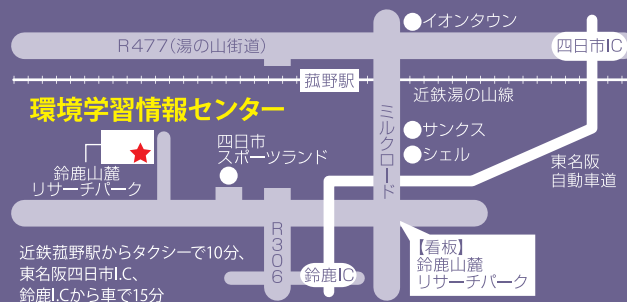 イオンタウン
R477(湯の山街道)
四日市IC
菰野駅
近鉄湯の山線
環境学習情報センター
ミルクロード
サンクス
シェル
四日市
スポーツランド
東名阪
自動車道
鈴鹿山麓
リサーチパーク
R306
鈴鹿IC
【看板】
鈴鹿山麓
リサーチパーク
近鉄菰野駅からタクシーで10分、
東名阪四日市I.C、
鈴鹿I.Cから車で15分